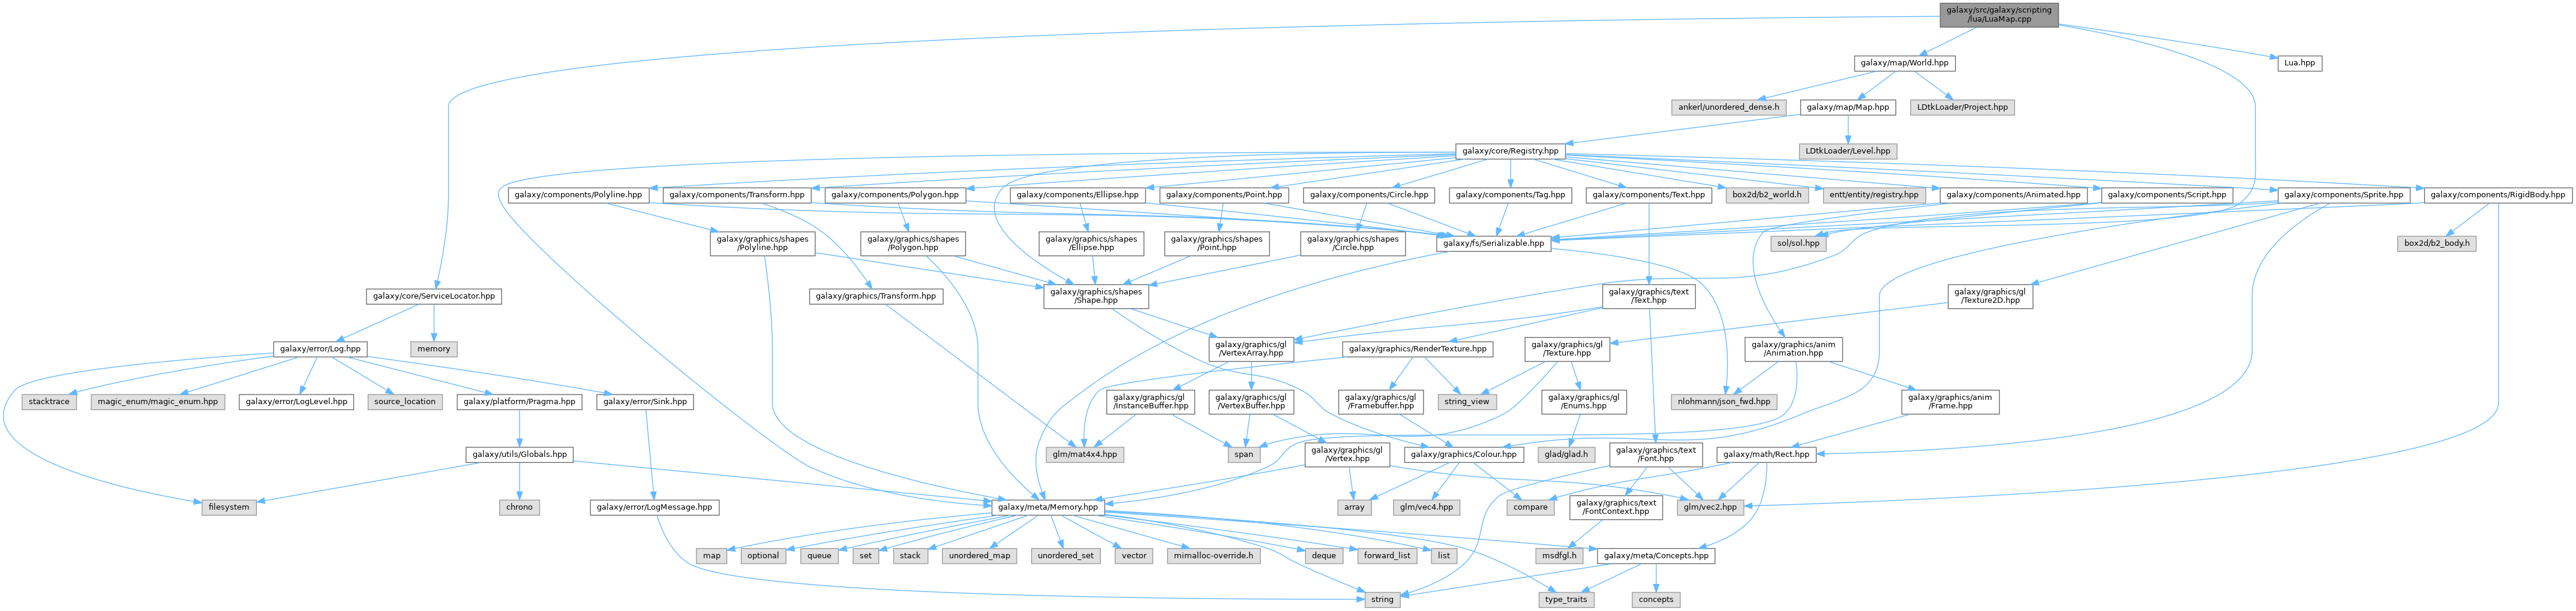 galaxy/src/galaxy/scripting
/lua/LuaMap.cpp
galaxy/map/World.hpp
Lua.hpp
ankerl/unordered_dense.h
galaxy/map/Map.hpp
LDtkLoader/Project.hpp
galaxy/core/Registry.hpp
LDtkLoader/Level.hpp
galaxy/components/Polyline.hpp
galaxy/components/Transform.hpp
galaxy/components/Polygon.hpp
galaxy/components/Ellipse.hpp
galaxy/components/Point.hpp
galaxy/components/Circle.hpp
galaxy/components/Tag.hpp
galaxy/components/Text.hpp
box2d/b2_world.h
entt/entity/registry.hpp
galaxy/components/Animated.hpp
galaxy/components/Script.hpp
galaxy/components/Sprite.hpp
galaxy/components/RigidBody.hpp
galaxy/graphics/shapes
/Polyline.hpp
galaxy/graphics/shapes
/Polygon.hpp
galaxy/graphics/shapes
/Ellipse.hpp
galaxy/graphics/shapes
/Point.hpp
galaxy/graphics/shapes
/Circle.hpp
galaxy/fs/Serializable.hpp
sol/sol.hpp
box2d/b2_body.h
galaxy/core/ServiceLocator.hpp
galaxy/graphics/Transform.hpp
galaxy/graphics/shapes
/Shape.hpp
galaxy/graphics/text
/Text.hpp
galaxy/graphics/gl
/Texture2D.hpp
galaxy/error/Log.hpp
memory
galaxy/graphics/gl
/VertexArray.hpp
galaxy/graphics/RenderTexture.hpp
galaxy/graphics/gl
/Texture.hpp
galaxy/graphics/anim
/Animation.hpp
stacktrace
magic_enum/magic_enum.hpp
galaxy/error/LogLevel.hpp
source_location
galaxy/platform/Pragma.hpp
galaxy/error/Sink.hpp
galaxy/graphics/gl
/InstanceBuffer.hpp
galaxy/graphics/gl
/VertexBuffer.hpp
galaxy/graphics/gl
/Framebuffer.hpp
string_view
galaxy/graphics/gl
/Enums.hpp
nlohmann/json_fwd.hpp
galaxy/graphics/anim
/Frame.hpp
galaxy/utils/Globals.hpp
glm/mat4x4.hpp
span
galaxy/graphics/gl
/Vertex.hpp
galaxy/graphics/Colour.hpp
glad/glad.h
galaxy/graphics/text
/Font.hpp
galaxy/math/Rect.hpp
filesystem
chrono
galaxy/error/LogMessage.hpp
galaxy/meta/Memory.hpp
array
glm/vec4.hpp
compare
galaxy/graphics/text
/FontContext.hpp
glm/vec2.hpp
map
optional
queue
set
stack
unordered_map
unordered_set
vector
mimalloc-override.h
deque
forward_list
list
msdfgl.h
galaxy/meta/Concepts.hpp
string
type_traits
concepts